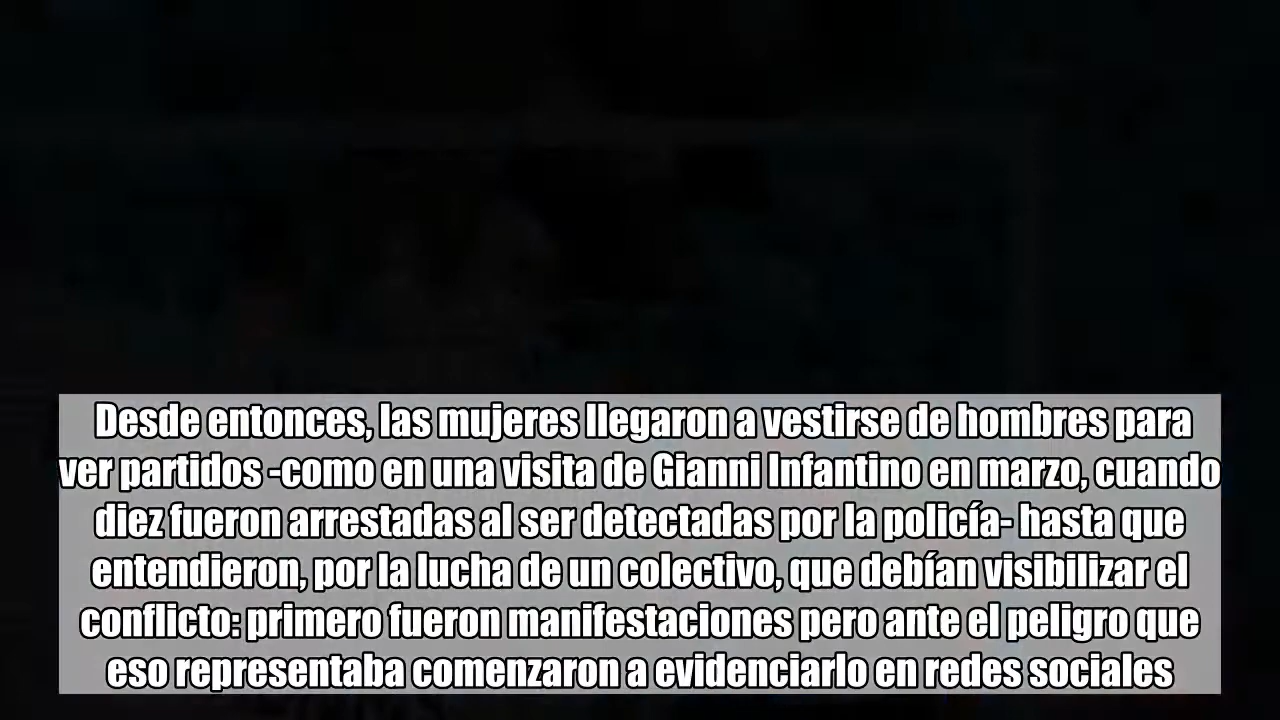 Desde entonces, las mujeres llegaron a vestirse de hombres para
ver partidos -como en una visita de Gianni Infantino en marzo, cuando
diez fueron arrestadas al ser detectadas por la policía- hasta que
entendieron, por la lucha de un colectivo, que debían visibilizar el
conflicto: primero fueron manifestaciones pero ante el peligro que
eso representaba comenzaron a evidenciarlo en redes sociales